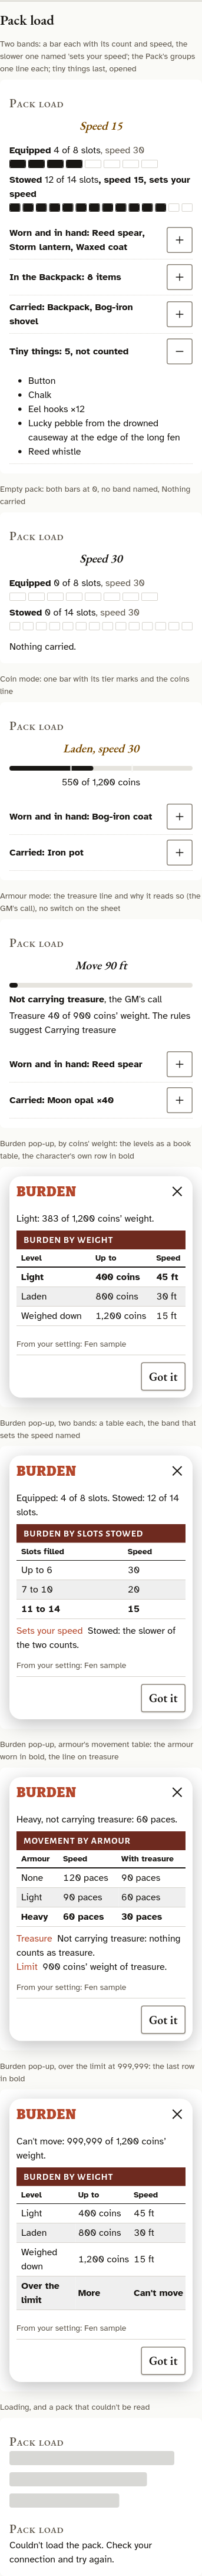 Pack load
Two bands: a bar each with its count and speed, the
slower one named 'sets your speed'; the Pack's groups
one line each; tiny things last, opened
Pack load
Speed 15
Equipped 4 of 8 slots, speed 30
Stowed 12 of 14 slots, speed 15, sets your
speed
Worn and in hand: Reed spear,
Storm lantern, Waxed coat
+
In the Backpack: 8 items
+
Carried: Backpack, Bog-iron
shovel
+
Tiny things: 5, not counted
−
• Button
• Chalk
• Eel hooks ×12
• Lucky pebble from the drowned
causeway at the edge of the long fen
• Reed whistle
Empty pack: both bars at 0, no band named, Nothing
carried
Pack load
Speed 30
Equipped 0 of 8 slots, speed 30
Stowed 0 of 14 slots, speed 30
Nothing carried.
Coin mode: one bar with its tier marks and the coins
line
Pack load
Laden, speed 30
550 of 1,200 coins
Worn and in hand: Bog-iron coat
+
Carried: Iron pot
+
Armour mode: the treasure line and why it reads so (the
GM's call), no switch on the sheet
Pack load
Move 90 ft
Not carrying treasure, the GM's call
Treasure 40 of 900 coins' weight. The rules
suggest Carrying treasure
Worn and in hand: Reed spear
+
Carried: Moon opal ×40
+
Burden pop-up, by coins' weight: the levels as a book
table, the character's own row in bold
BURDEN
Light: 383 of 1,200 coins' weight.
BURDEN BY WEIGHT
Level Up to Speed
Light 400 coins 45 ft
Laden 800 coins 30 ft
Weighed down 1,200 coins 15 ft
From your setting: Fen sample
Got it
Burden pop-up, two bands: a table each, the band that
sets the speed named
BURDEN
Equipped: 4 of 8 slots. Stowed: 12 of 14
slots.
BURDEN BY SLOTS STOWED
Slots filled Speed
Up to 6 30
7 to 10 20
11 to 14 15
Sets your speed Stowed: the slower of
the two counts.
From your setting: Fen sample
Got it
Burden pop-up, armour's movement table: the armour
worn in bold, the line on treasure
BURDEN
Heavy, not carrying treasure: 60 paces.
MOVEMENT BY ARMOUR
Armour Speed With treasure
None 120 paces 90 paces
Light 90 paces 60 paces
Heavy 60 paces 30 paces
Treasure Not carrying treasure: nothing
counts as treasure.
Limit 900 coins' weight of treasure.
From your setting: Fen sample
Got it
Burden pop-up, over the limit at 999,999: the last row
in bold
BURDEN
Can't move: 999,999 of 1,200 coins'
weight.
BURDEN BY WEIGHT
Level Up to Speed
Light 400 coins 45 ft
Laden 800 coins 30 ft
Weighed
down 1,200 coins 15 ft
Over the
limit More Can't move
From your setting: Fen sample
Got it
Loading, and a pack that couldn't be read
Pack load
Pack load
Couldn't load the pack. Check your
connection and try again.